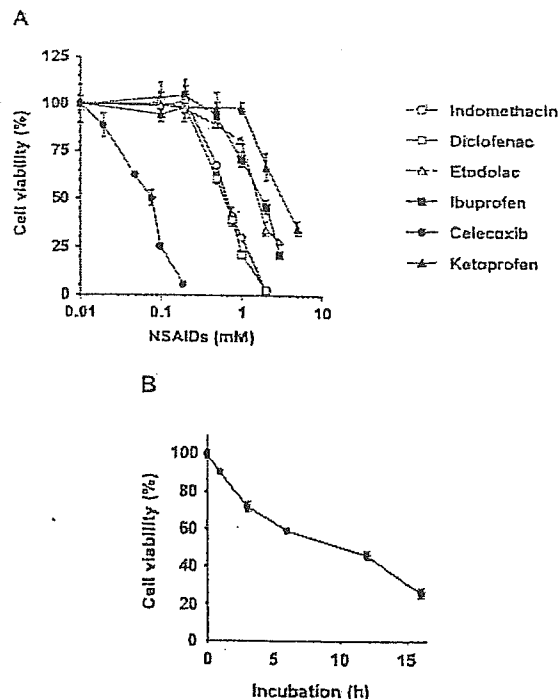 A
Cell viability (%)
125
100
75
50
25
0
0.01
0.1
1
10
NSAIDs (mM)
Indomethacin
Diclofenac
Etodolac
Ibuprofen
Celecoxib
Ketoprofen
B
Cell viability (%)
100
80
60
40
20
0
0
5
10
15
Incubation (h)